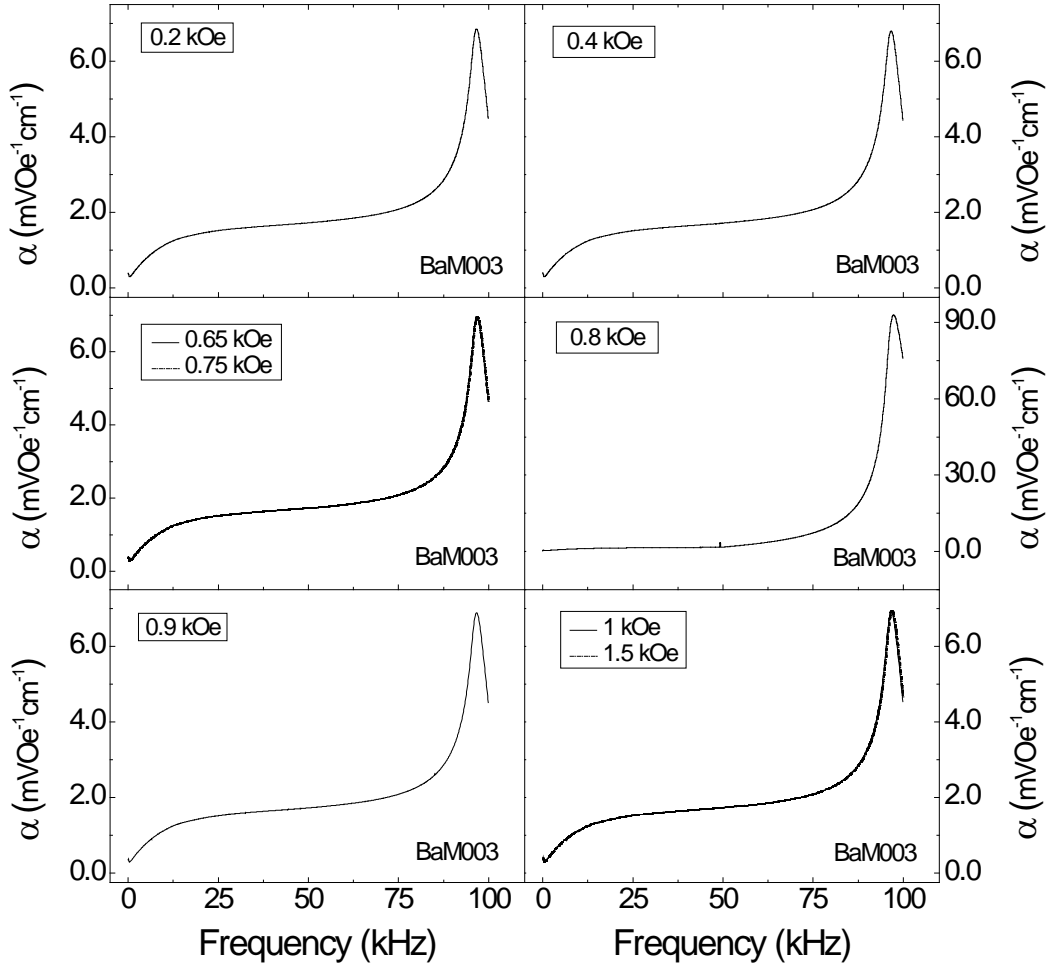 0.2 kOe
6.0
4.0
2.0
0.0
α (mVOe⁻¹cm⁻¹)
BaM003
0.4 kOe
6.0
4.0
2.0
0.0
α (mVOe⁻¹cm⁻¹)
BaM003
0.65 kOe
0.75 kOe
6.0
4.0
2.0
0.0
α (mVOe⁻¹cm⁻¹)
BaM003
0.8 kOe
90.0
60.0
30.0
0.0
α (mVOe⁻¹cm⁻¹)
BaM003
0.9 kOe
6.0
4.0
2.0
0.0
α (mVOe⁻¹cm⁻¹)
BaM003
0 25 50 75 100
Frequency (kHz)
1 kOe
1.5 kOe
6.0
4.0
2.0
0.0
α (mVOe⁻¹cm⁻¹)
BaM003
0 25 50 75 100
Frequency (kHz)